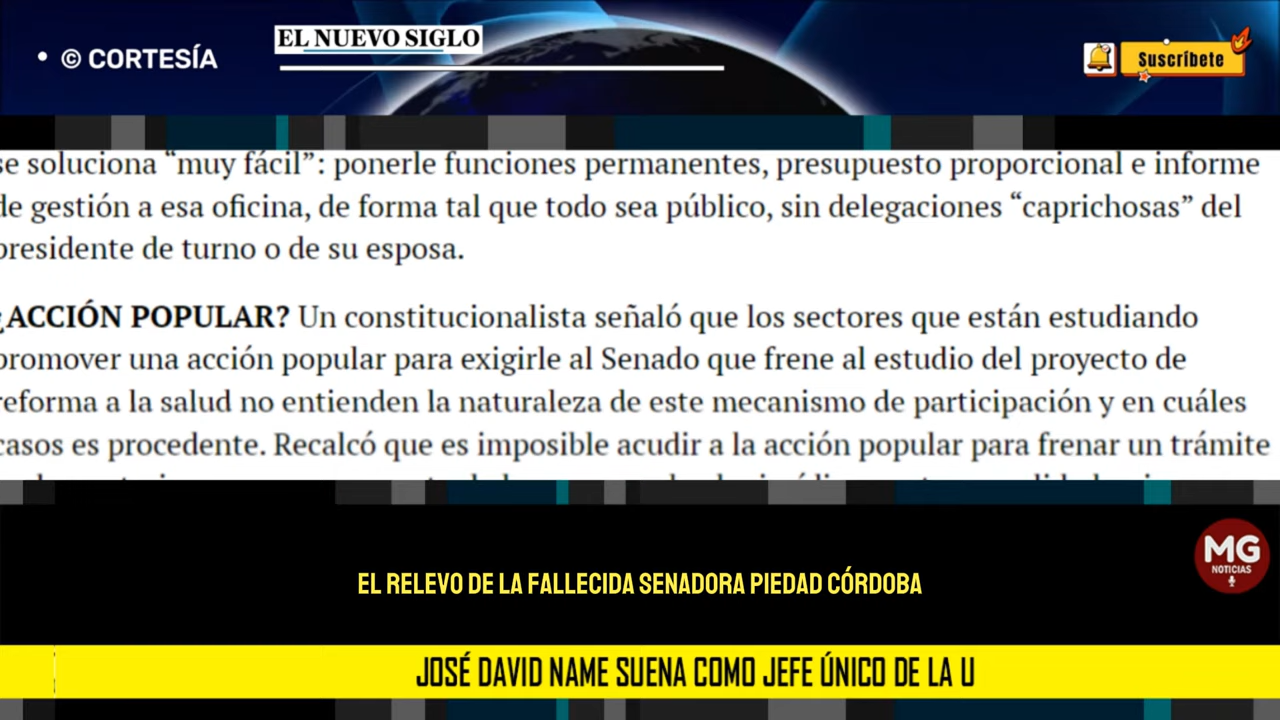 • © CORTESÍA
EL NUEVO SIGLO
Suscríbete
se soluciona “muy fácil”: ponerle funciones permanentes, presupuesto proporcional e informe
de gestión a esa oficina, de forma tal que todo sea público, sin delegaciones “caprichosas” del
presidente de turno o de su esposa.
¿ACCIÓN POPULAR? Un constitucionalista señaló que los sectores que están estudiando
promover una acción popular para exigirle al Senado que frene al estudio del proyecto de
reforma a la salud no entienden la naturaleza de este mecanismo de participación y en cuáles
casos es procedente. Recalcó que es imposible acudir a la acción popular para frenar un trámite
MG
NOTICIAS
EL RELEVO DE LA FALLECIDA SENADORA PIEDAD CÓRDOBA
JOSÉ DAVID NAME SUENA COMO JEFE ÚNICO DE LA U